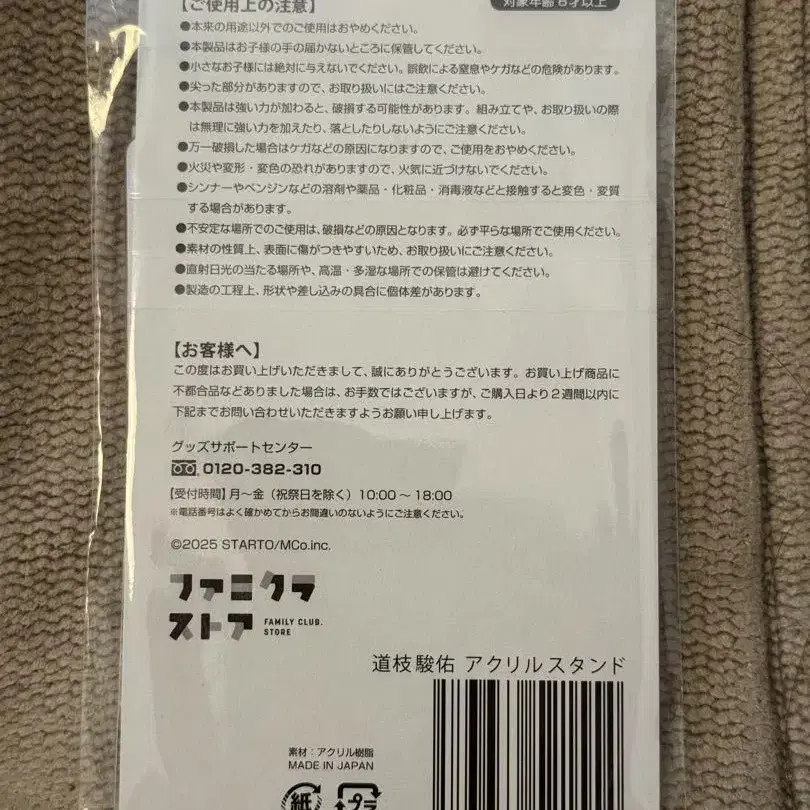 【ご使用上の注意】
対象年齢6才以上
●本来の用途以外でのご使用はおやめください。
●本製品はお子様の手の届かないところに保管してください。
●小さなお子様には絶対に与えないでください。誤飲による窒息やケガなどの危険があります。
●尖った部分がありますので、お取り扱いにはご注意ください。
●本製品は強い力が加わると、破損する可能性があります。組み立てや、お取り扱いの際
は無理に強い力を加えたり、落としたりしないようにご注意ください。
●万一破損した場合はケガなどの原因になりますので、ご使用をおやめください。
●火災や変形・変色の恐れがありますので、火気に近づけないでください。
●シンナーやベンジンなどの溶剤や薬品・化粧品・消毒液などと接触すると変色・変質
する場合があります。
●不安定な場所でのご使用は、破損などの原因となります。必ず平らな場所でご使用ください。
●素材の性質上、表面に傷がつきやすいため、お取り扱いにご注意ください。
●直射日光の当たる場所や、高温・多湿な場所での保管は避けてください。
●製造の工程上、形状や差し込みの具合に個体差があります。
【お客様へ】
この度はお買い上げいただきまして、誠にありがとうございます。お買い上げ商品に
不都合品などありました場合は、お手数ではございますが、ご購入日より2週間以内に
下記までお問い合わせいただきますようお願い申し上げます。
グッズサポートセンター
0120-382-310
【受付時間】月〜金（祝祭日を除く）10:00〜18:00
※電話番号はよく確かめてからお間違いのないようにご注意ください。
©2025 STARTO/MCo.inc.
ファミクラ
ストア FAMILY CLUB.
STORE
道枝駿佑 アクリルスタンド
素材：アクリル樹脂
MADE IN JAPAN
紙 プラ